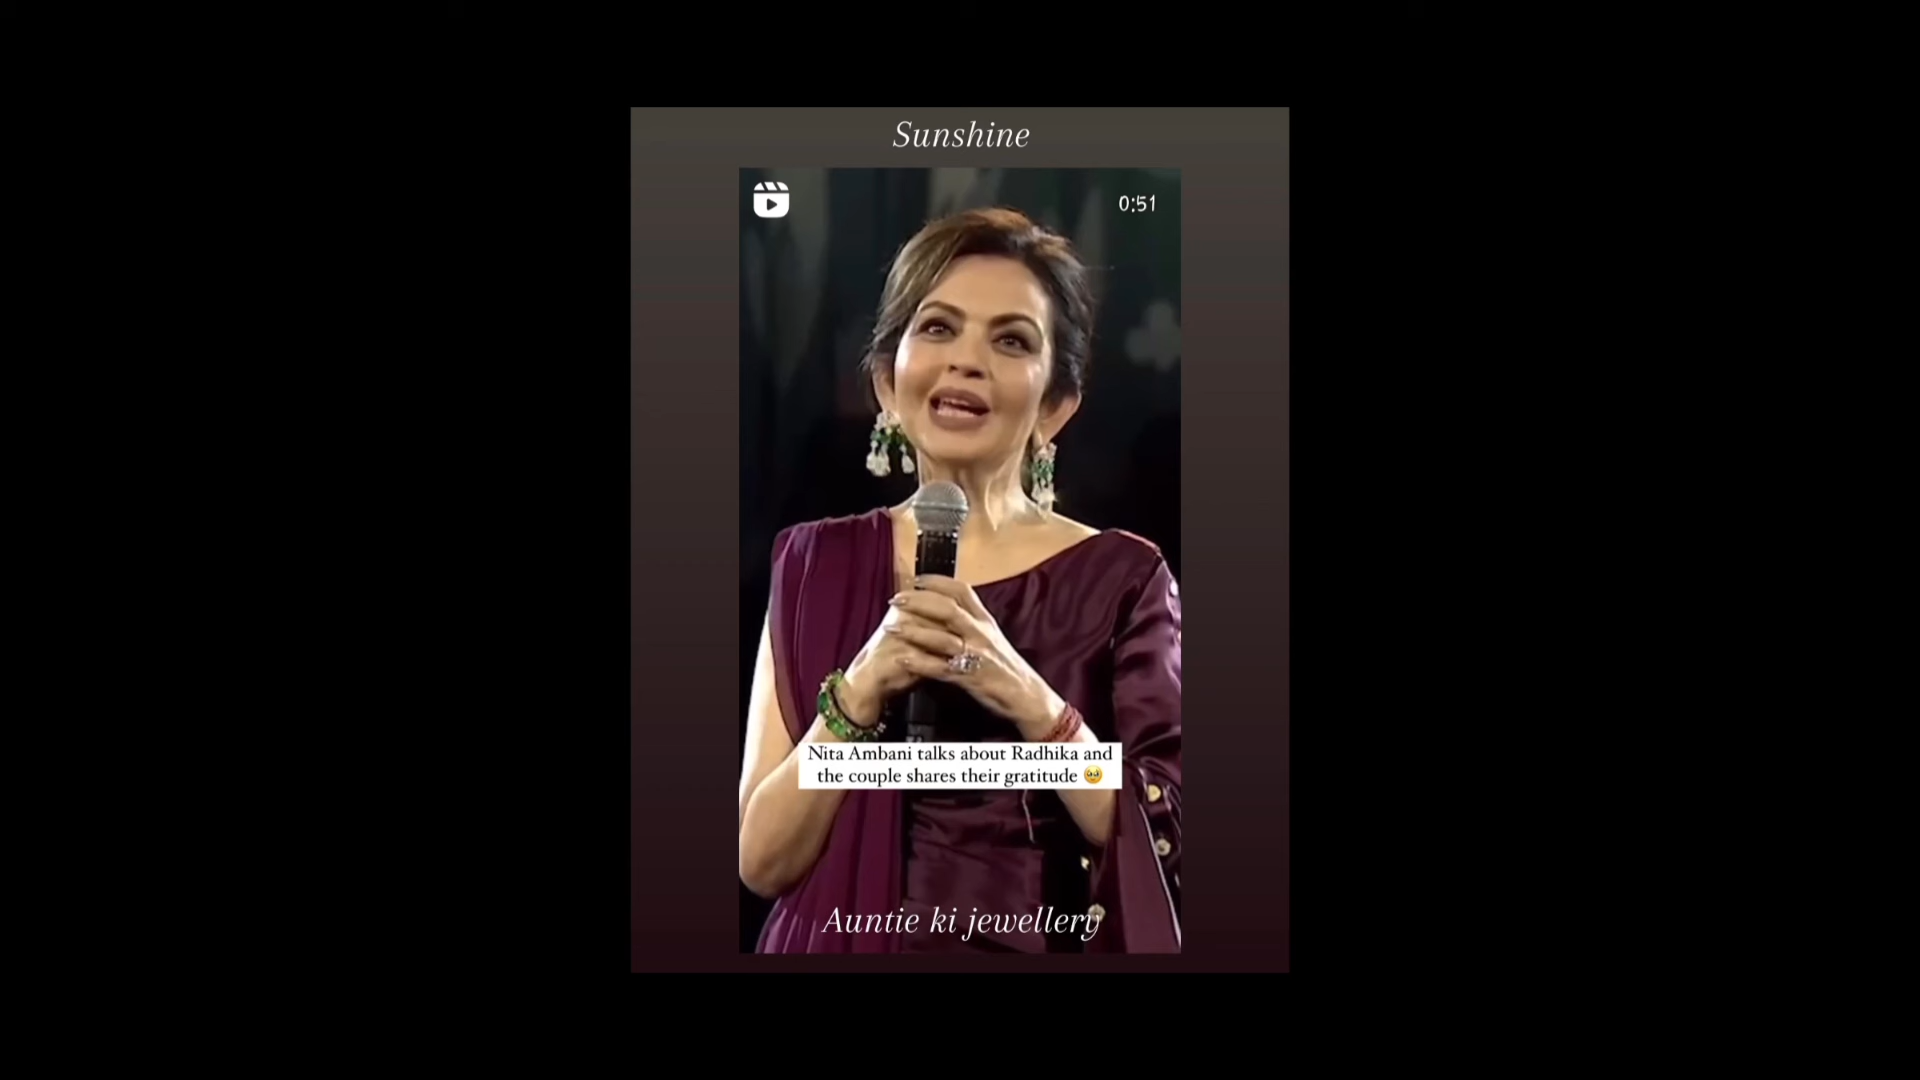 Sunshine
0:51
Nita Ambani talks about Radhika and
the couple shares their gratitude 🥹
Auntie ki jewellery